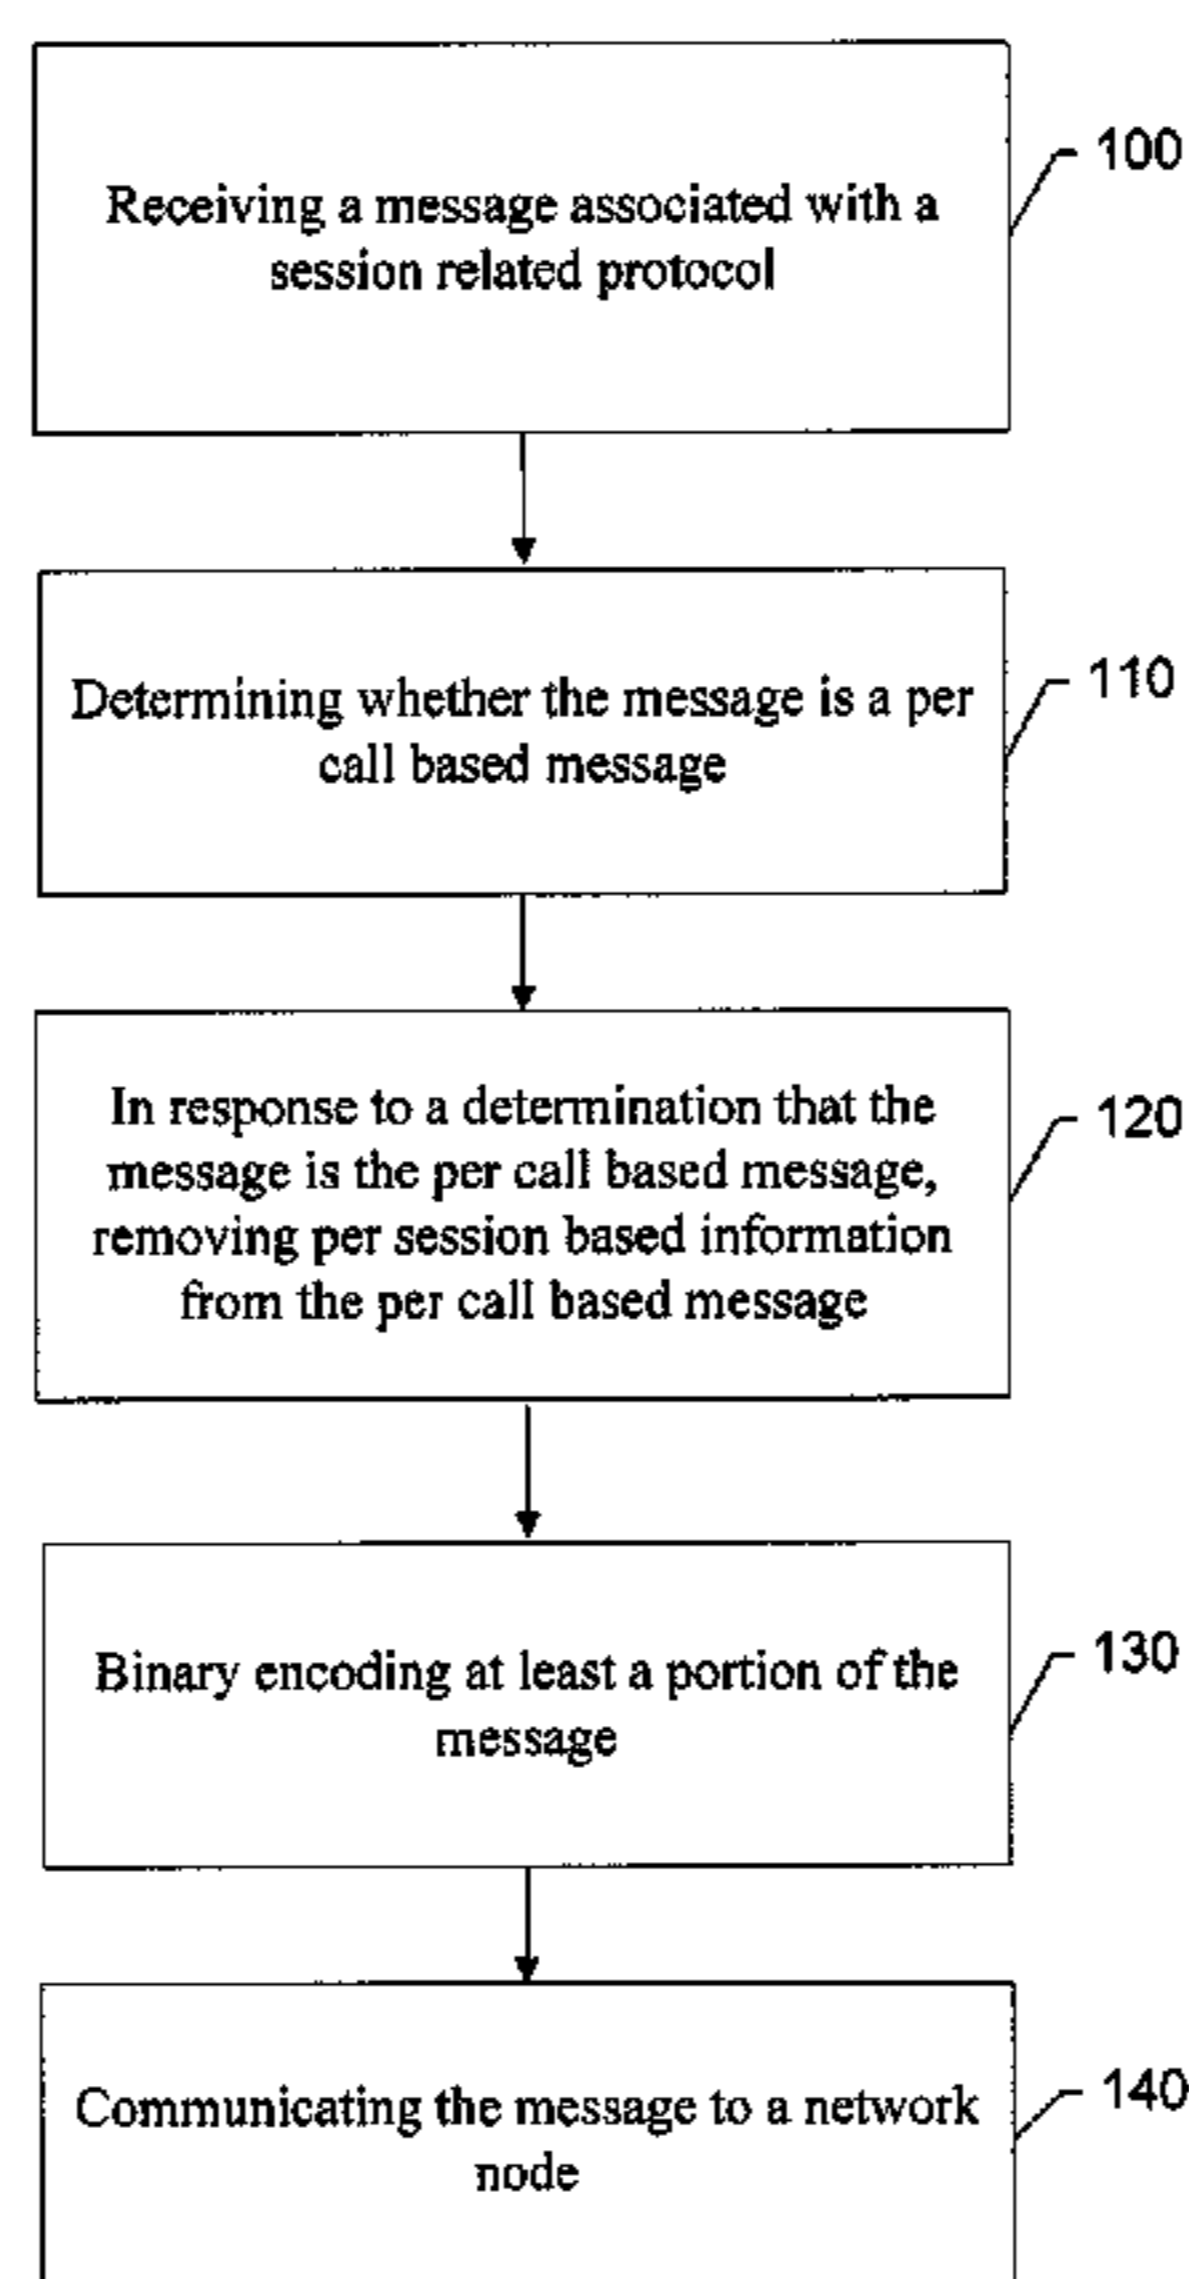 Receiving a message associated with a
session related protocol
100
Determining whether the message is a per
call based message
110
In response to a determination that the
message is the per call based message,
removing per session based information
from the per call based message
120
Binary encoding at least a portion of the
message
130
Communicating the message to a network
node
140